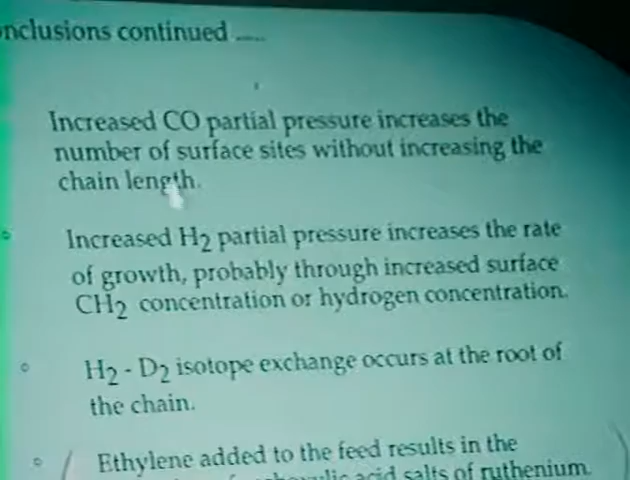 nclusions continued .....
Increased CO partial pressure increases the
number of surface sites without increasing the
chain length.
Increased H2 partial pressure increases the rate
of growth, probably through increased surface
CH2 concentration or hydrogen concentration.
H2 - D2 isotope exchange occurs at the root of
the chain.
Ethylene added to the feed results in the
acid salts of ruthenium.